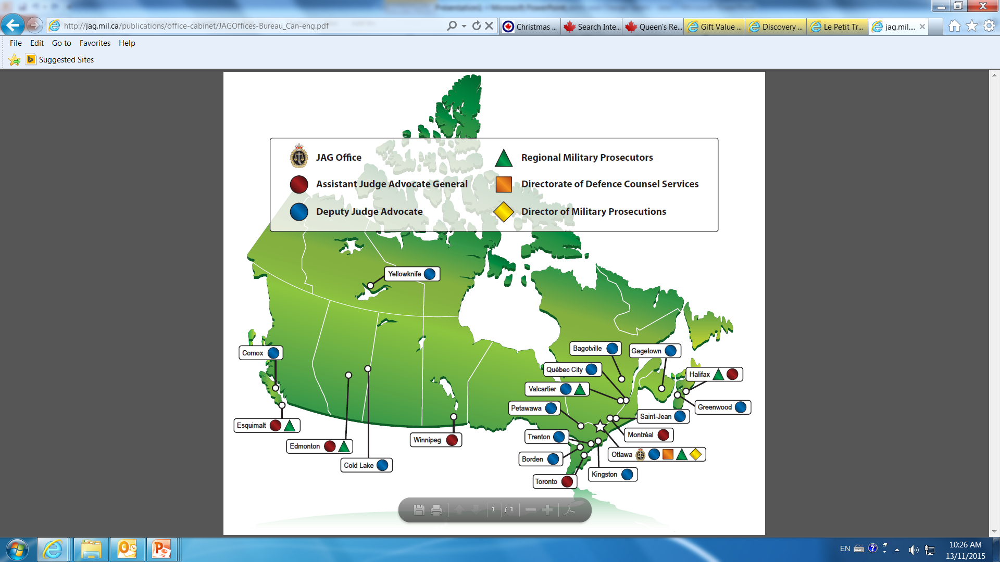 Presentation1 - Microsoft PowerPoint
http://jag.mil.ca/publications/office-cabinet/JAGOffices-Bureau_Can-eng.pdf
Christmas ...
Search Inte...
Queen's Re...
Gift Value ...
Discovery ...
Le Petit Tr...
jag.mil....
File Edit Go to Favorites Help
Suggested Sites
JAG Office
Regional Military Prosecutors
Assistant Judge Advocate General
Directorate of Defence Counsel Services
Deputy Judge Advocate
Director of Military Prosecutions
Yellowknife
Comox
Bagotville
Gagetown
Québec City
Halifax
Valcartier
Petawawa
Greenwood
Saint-Jean
Esquimalt
Trenton
Montréal
Winnipeg
Edmonton
Ottawa
Borden
Cold Lake
Kingston
Toronto
1 / 1
EN
10:26 AM
13/11/2015